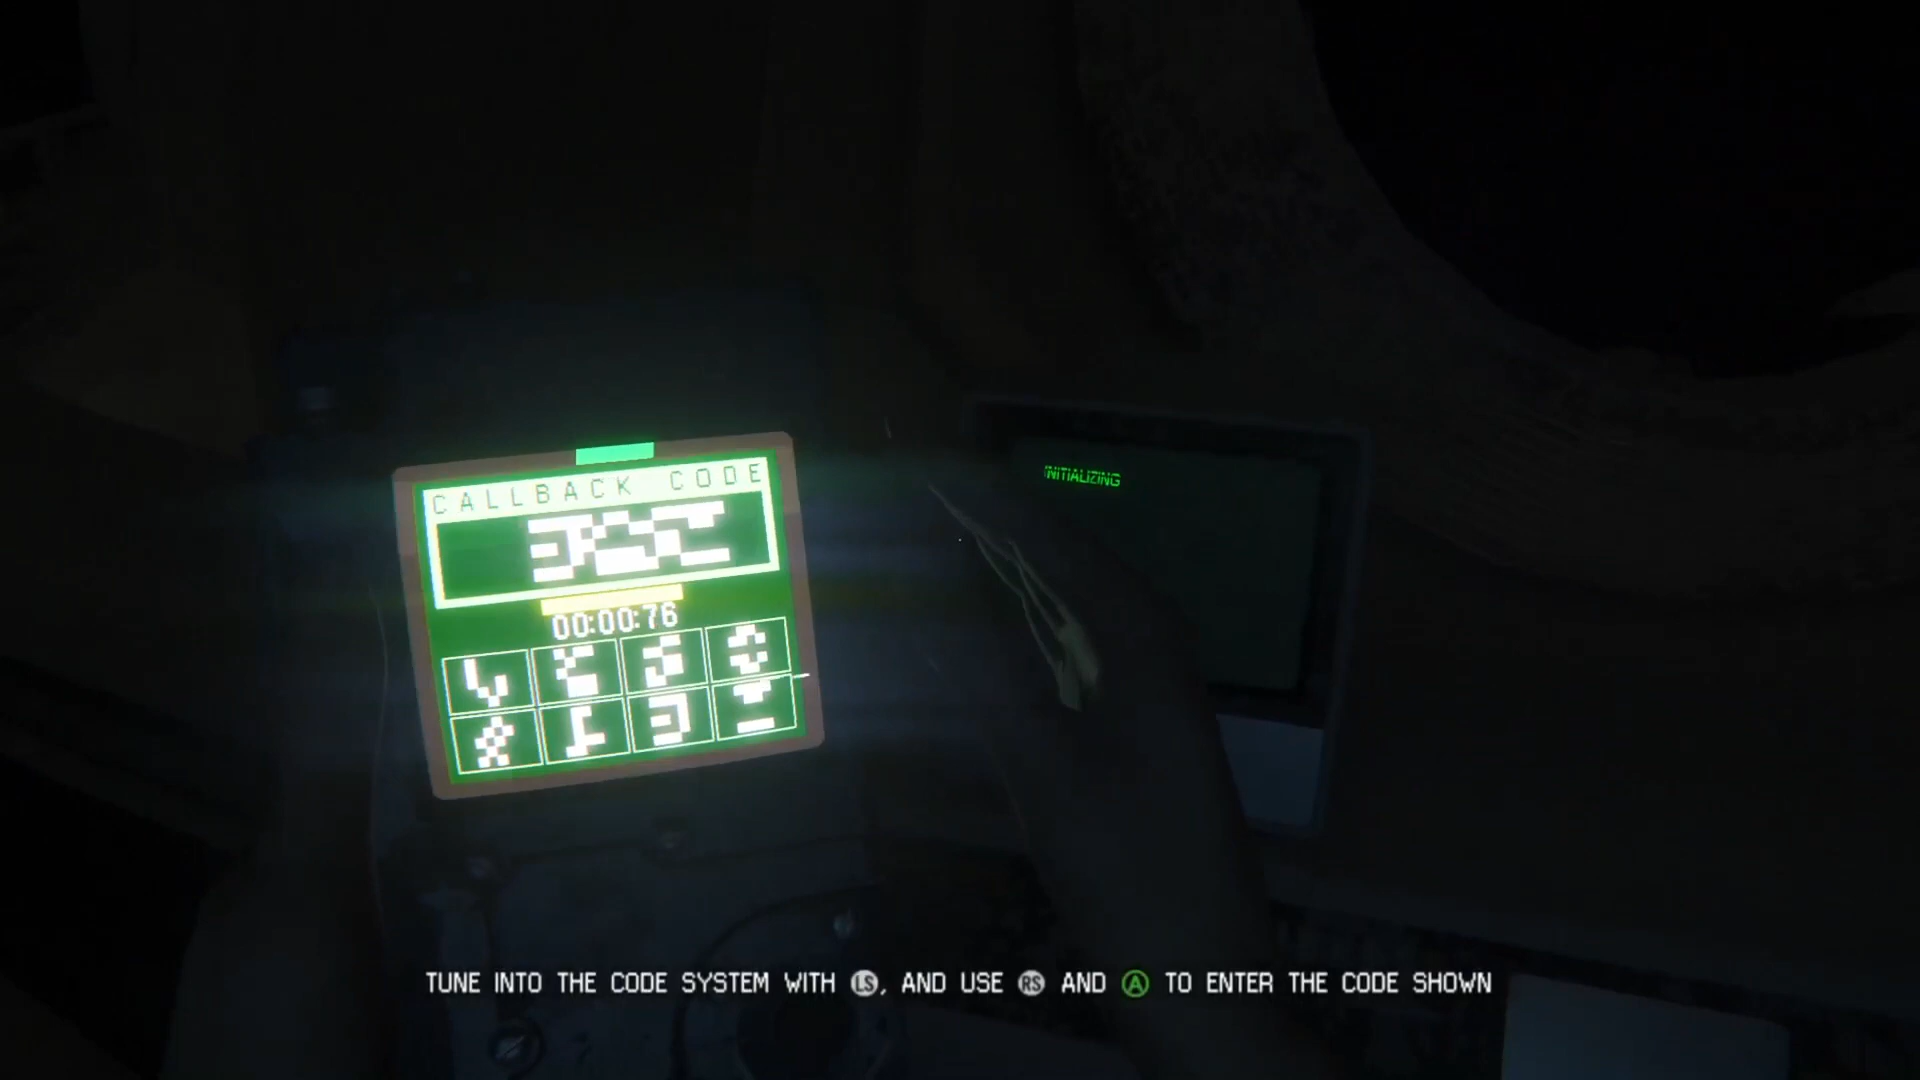 CALLBACK CODE
00:00:76
INITIALIZING
TUNE INTO THE CODE SYSTEM WITH LS, AND USE RS AND A TO ENTER THE CODE SHOWN